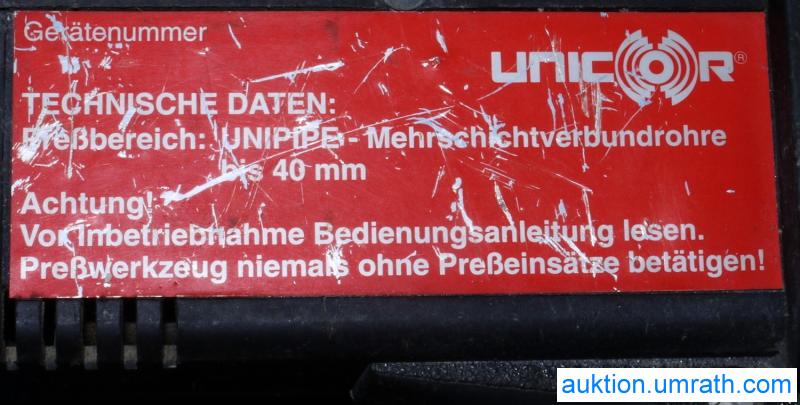 Gerätenummer
UNICOR®
TECHNISCHE DATEN:
Preßbereich: UNIPIPE - Mehrschichtverbundrohre
bis 40 mm
Achtung!
Vor Inbetriebnahme Bedienungsanleitung lesen.
Preßwerkzeug niemals ohne Preßeinsätze betätigen!
auktion.umrath.com